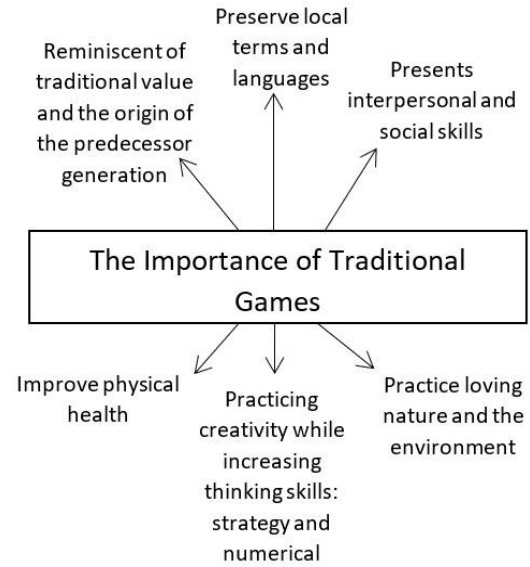 Reminiscent of
traditional value
and the origin of
the predecessor
generation
Preserve local
terms and
languages
Presents
interpersonal and
social skills
The Importance of Traditional
Games
Improve physical
health
Practicing
creativity while
increasing
thinking skills:
strategy and
numerical
Practice loving
nature and the
environment